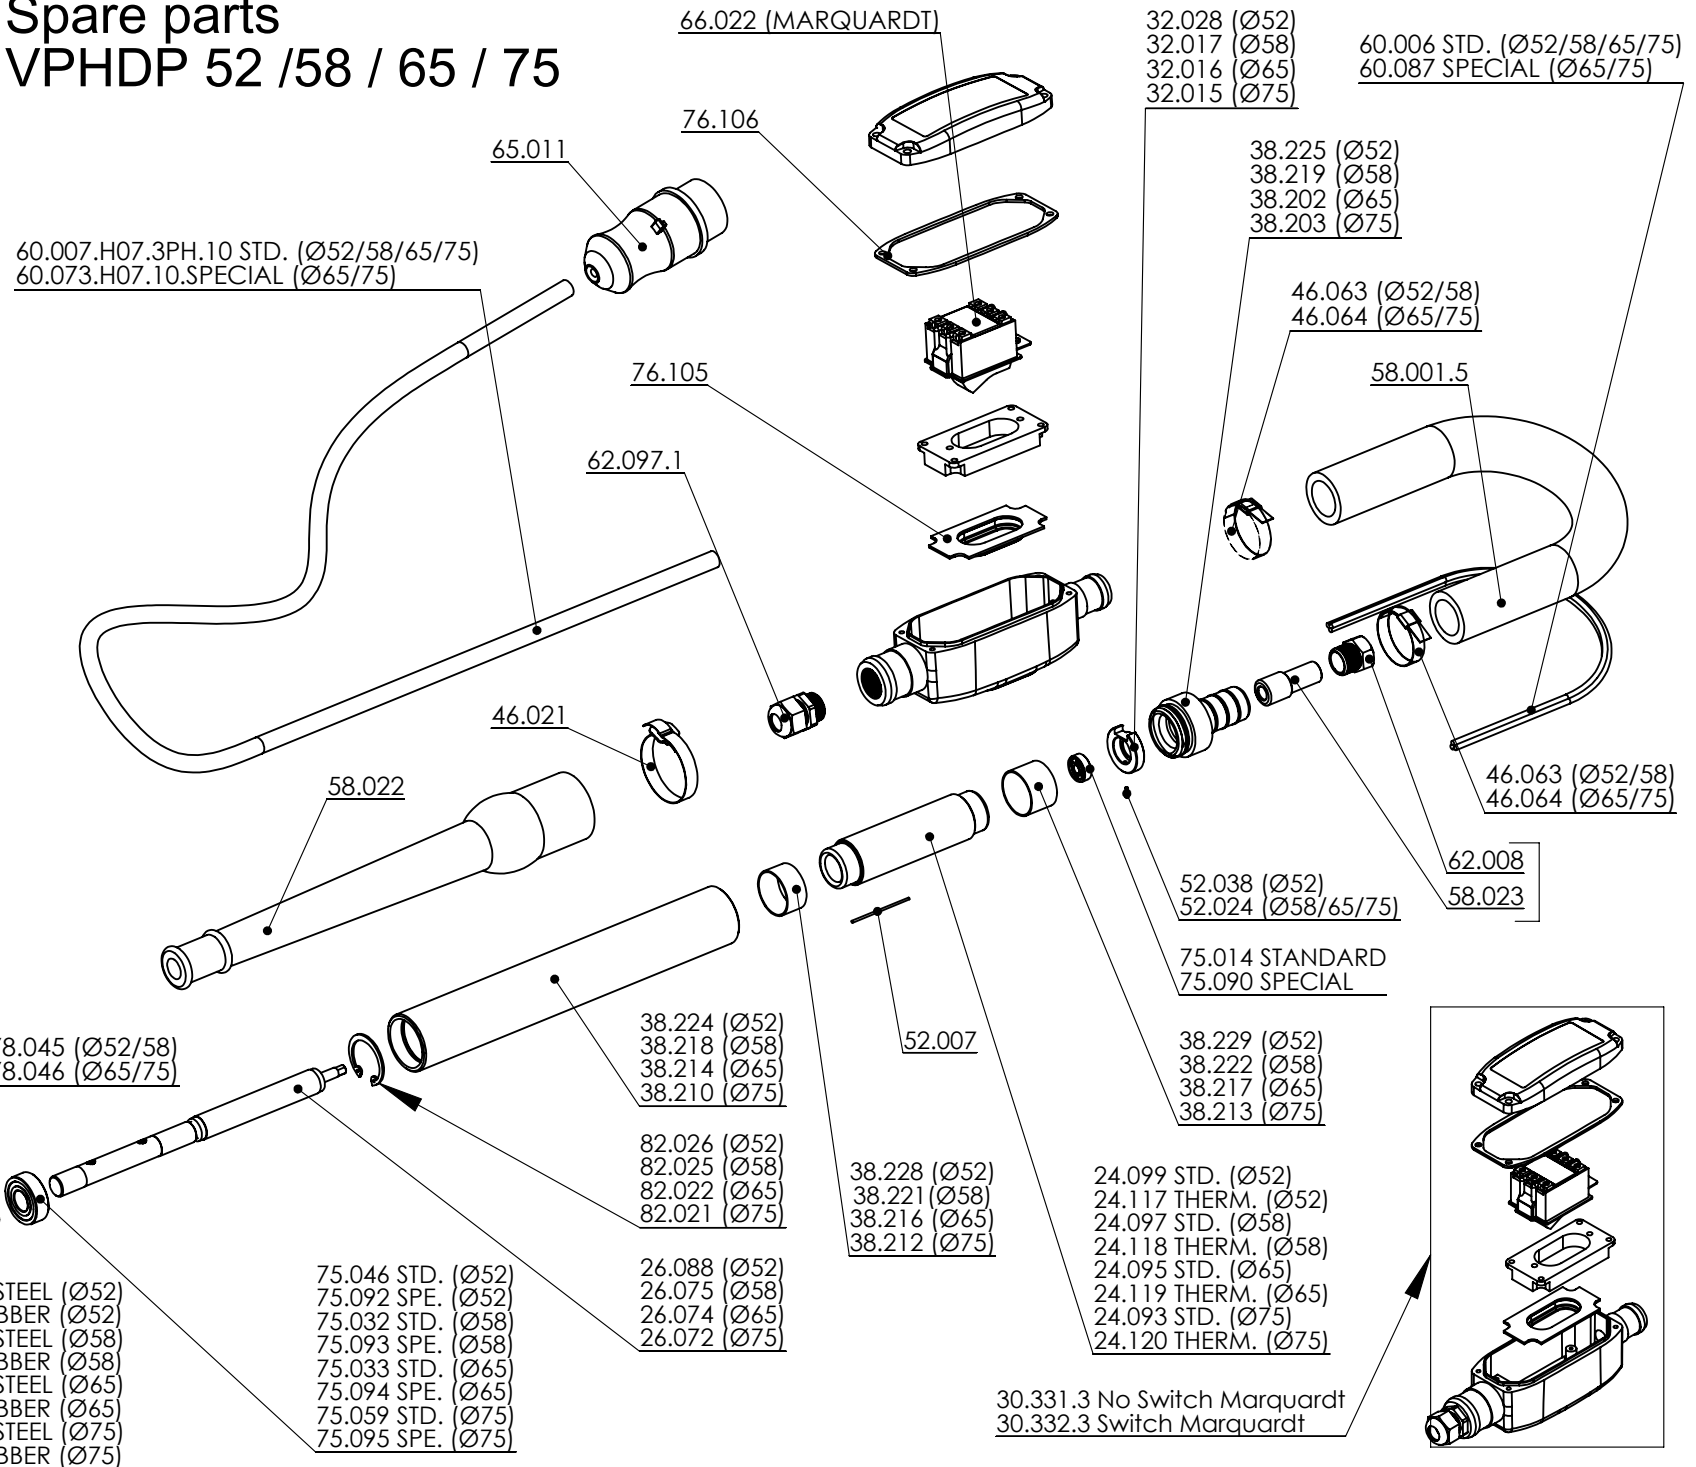 Spare parts
VPHDP 52 /58 / 65 / 75
66.022 (MARQUARDT)
32.028 (Ø52)
32.017 (Ø58)
32.016 (Ø65)
32.015 (Ø75)
60.006 STD. (Ø52/58/65/75)
60.087 SPECIAL (Ø65/75)
76.106
65.011
38.225 (Ø52)
38.219 (Ø58)
38.202 (Ø65)
38.203 (Ø75)
60.007.H07.3PH.10 STD. (Ø52/58/65/75)
60.073.H07.10.SPECIAL (Ø65/75)
46.063 (Ø52/58)
46.064 (Ø65/75)
76.105
58.001.5
62.097.1
46.021
58.022
46.063 (Ø52/58)
46.064 (Ø65/75)
62.008
58.023
52.038 (Ø52)
52.024 (Ø58/65/75)
75.014 STANDARD
75.090 SPECIAL
52.007
38.224 (Ø52)
38.218 (Ø58)
38.214 (Ø65)
38.210 (Ø75)
38.229 (Ø52)
38.222 (Ø58)
38.217 (Ø65)
38.213 (Ø75)
8.045 (Ø52/58)
8.046 (Ø65/75)
82.026 (Ø52)
82.025 (Ø58)
82.022 (Ø65)
82.021 (Ø75)
38.228 (Ø52)
38.221(Ø58)
38.216 (Ø65)
38.212 (Ø75)
24.099 STD. (Ø52)
24.117 THERM. (Ø52)
24.097 STD. (Ø58)
24.118 THERM. (Ø58)
24.095 STD. (Ø65)
24.119 THERM. (Ø65)
24.093 STD. (Ø75)
24.120 THERM. (Ø75)
26.088 (Ø52)
26.075 (Ø58)
26.074 (Ø65)
26.072 (Ø75)
75.046 STD. (Ø52)
75.092 SPE. (Ø52)
75.032 STD. (Ø58)
75.093 SPE. (Ø58)
75.033 STD. (Ø65)
75.094 SPE. (Ø65)
75.059 STD. (Ø75)
75.095 SPE. (Ø75)
STEEL (Ø52)
BBER (Ø52)
STEEL (Ø58)
BBER (Ø58)
STEEL (Ø65)
BBER (Ø65)
STEEL (Ø75)
BBER (Ø75)
30.331.3 No Switch Marquardt
30.332.3 Switch Marquardt